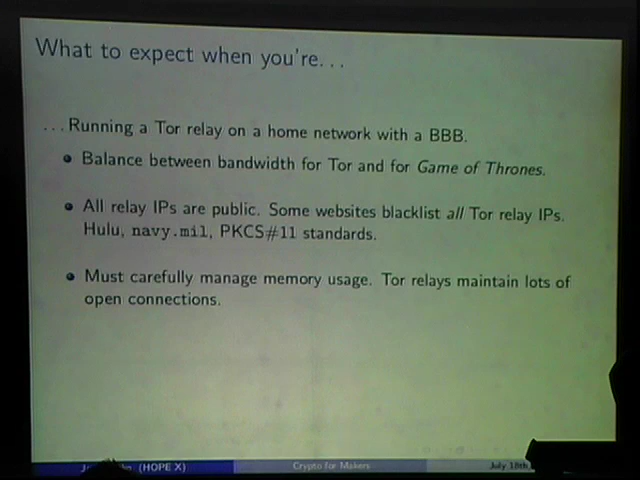 What to expect when you're...
...Running a Tor relay on a home network with a BBB.
Balance between bandwidth for Tor and for Game of Thrones.
All relay IPs are public. Some websites blacklist all Tor relay IPs.
Hulu, navy.mil, PKCS#11 standards.
Must carefully manage memory usage. Tor relays maintain lots of
open connections.
(HOPE X) Crypto for Makers July 18th